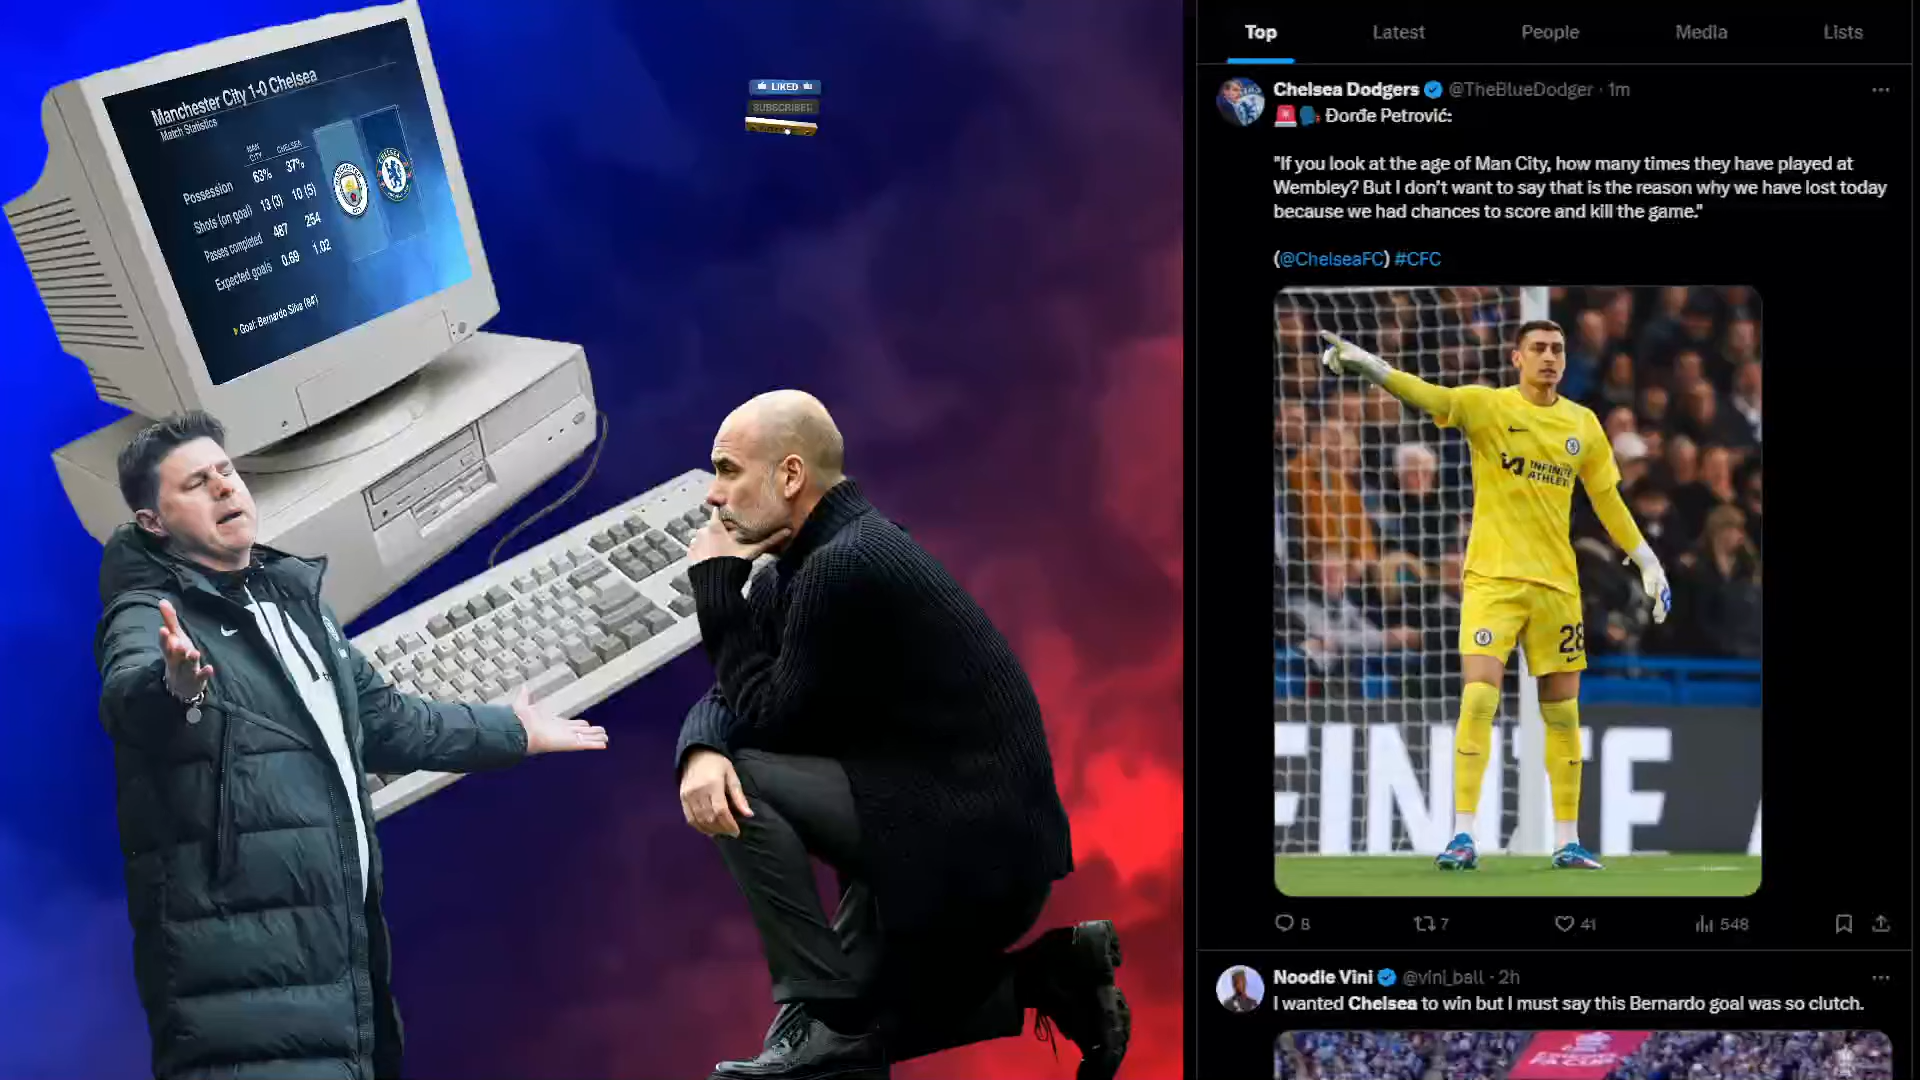 Manchester City 1-0 Chelsea
Match Statistics
MAN CITY CHELSEA
Possession 63% 37%
Shots (on goal) 13 (3) 10 (5)
Passes completed 487 254
Expected goals 0.69 1.02
Goal: Bernardo Silva (84')
LIKED
SUBSCRIBED
Top Latest People Media Lists
Chelsea Dodgers @TheBlueDodger · 1m
Đorđe Petrović:
"If you look at the age of Man City, how many times they have played at
Wembley? But I don't want to say that is the reason why we have lost today
because we had chances to score and kill the game."
(@ChelseaFC) #CFC
INFINITE
ATHLETE
28
FINITE
8 7 41 548
Noodle Vini @vini_ball · 2h
I wanted Chelsea to win but I must say this Bernardo goal was so clutch.